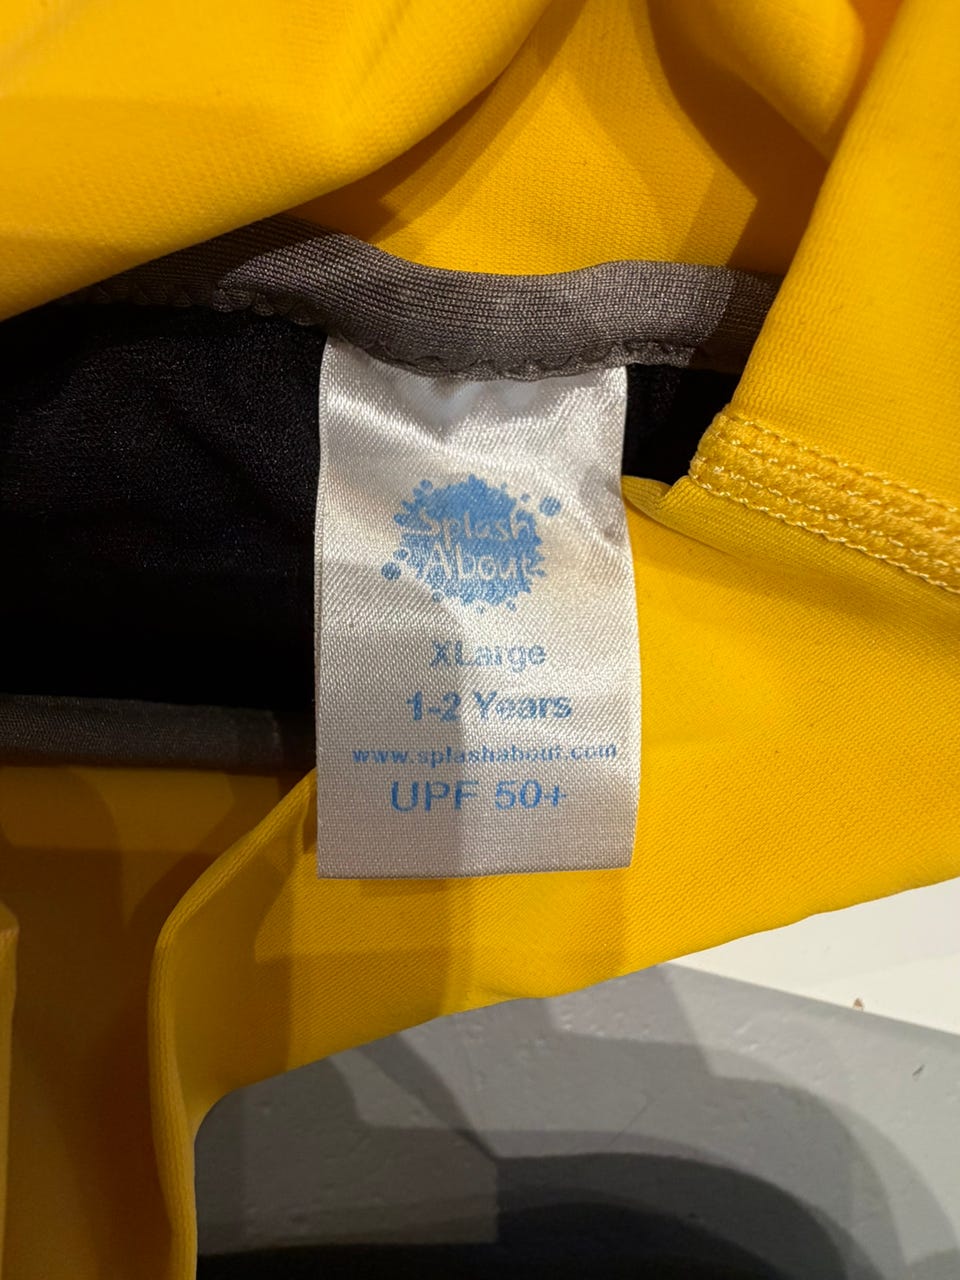 Splash
About
XLarge
1-2 Years
www.splashabout.com
UPF 50+